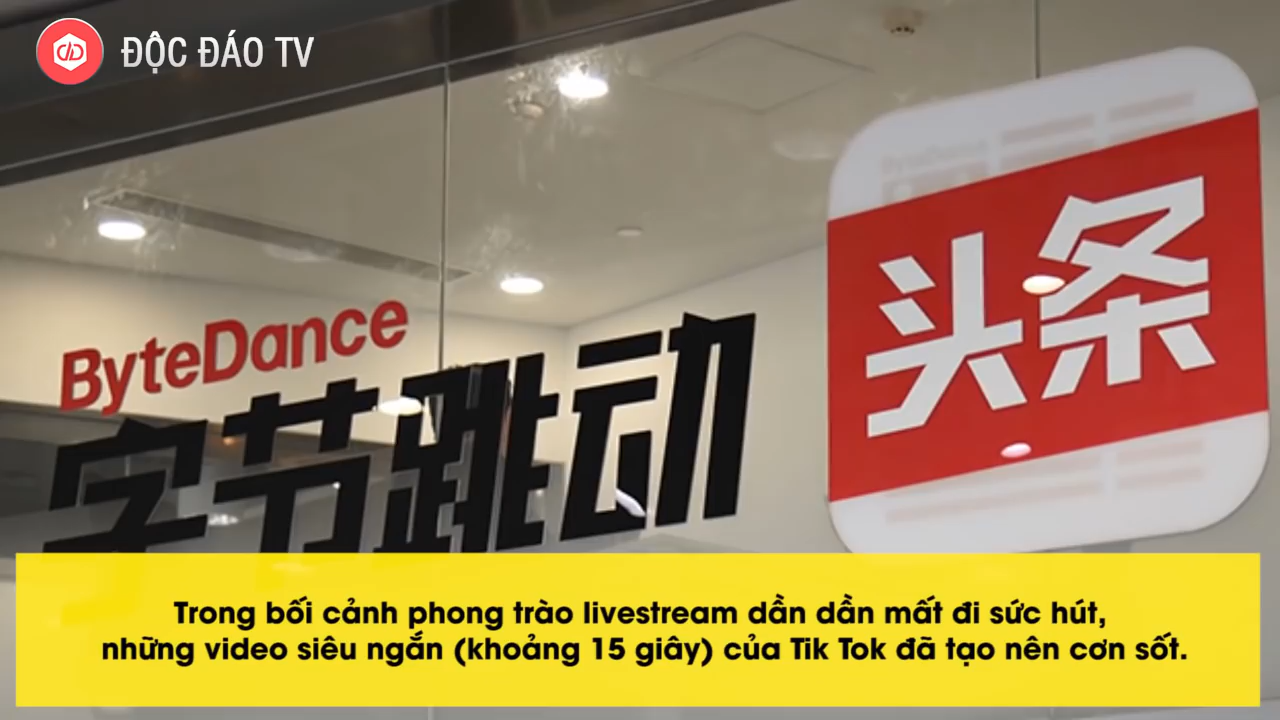 ĐỘC ĐÁO TV
ByteDance
字节跳动
头条
Trong bối cảnh phong trào livestream dần dần mất đi sức hút,
những video siêu ngắn (khoảng 15 giây) của Tik Tok đã tạo nên cơn sốt.